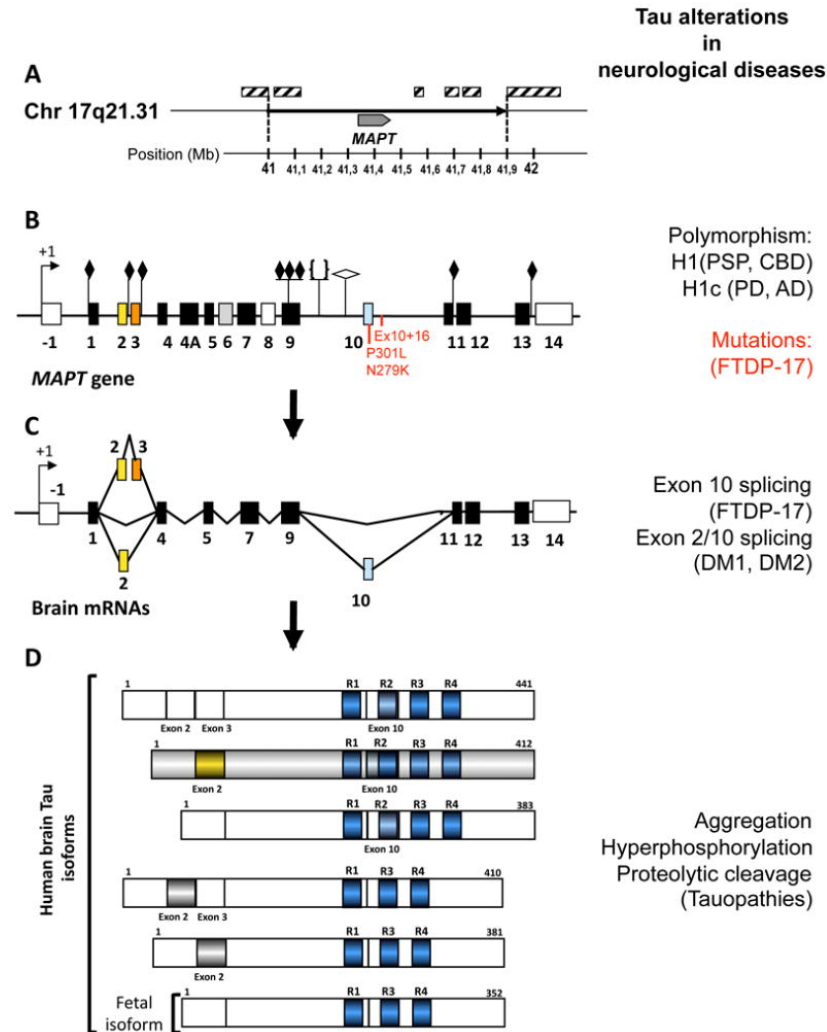 Tau alterations
in
neurological diseases
A
Chr 17q21.31
MAPT
Position (Mb)
41 41,1 41,2 41,3 41,4 41,5 41,6 41,7 41,8 41,9 42
B
+1
{ }
-1 1 2 3 4 4A 5 6 7 8 9 10 11 12 13 14
Ex10+16
P301L
N279K
MAPT gene
Polymorphism:
H1(PSP, CBD)
H1c (PD, AD)
Mutations:
(FTDP-17)
C
2 3
+1
-1
1 4 5 7 9 11 12 13 14
2
10
Brain mRNAs
Exon 10 splicing
(FTDP-17)
Exon 2/10 splicing
(DM1, DM2)
D
Human brain Tau
isoforms
1 R1 R2 R3 R4 441
Exon 2 Exon 3 Exon 10
1 R1 R2 R3 R4 412
Exon 2 Exon 10
1 R1 R2 R3 R4 383
Exon 10
1 R1 R3 R4 410
Exon 2 Exon 3
1 R1 R3 R4 381
Exon 2
Fetal
isoform
1 R1 R3 R4 352
Aggregation
Hyperphosphorylation
Proteolytic cleavage
(Tauopathies)